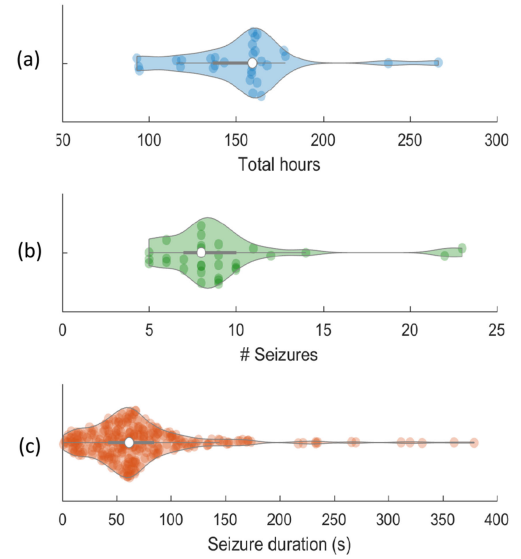 (a)
50 100 150 200 250 300
Total hours
(b)
0 5 10 15 20 25
# Seizures
(c)
0 50 100 150 200 250 300 350 400
Seizure duration (s)